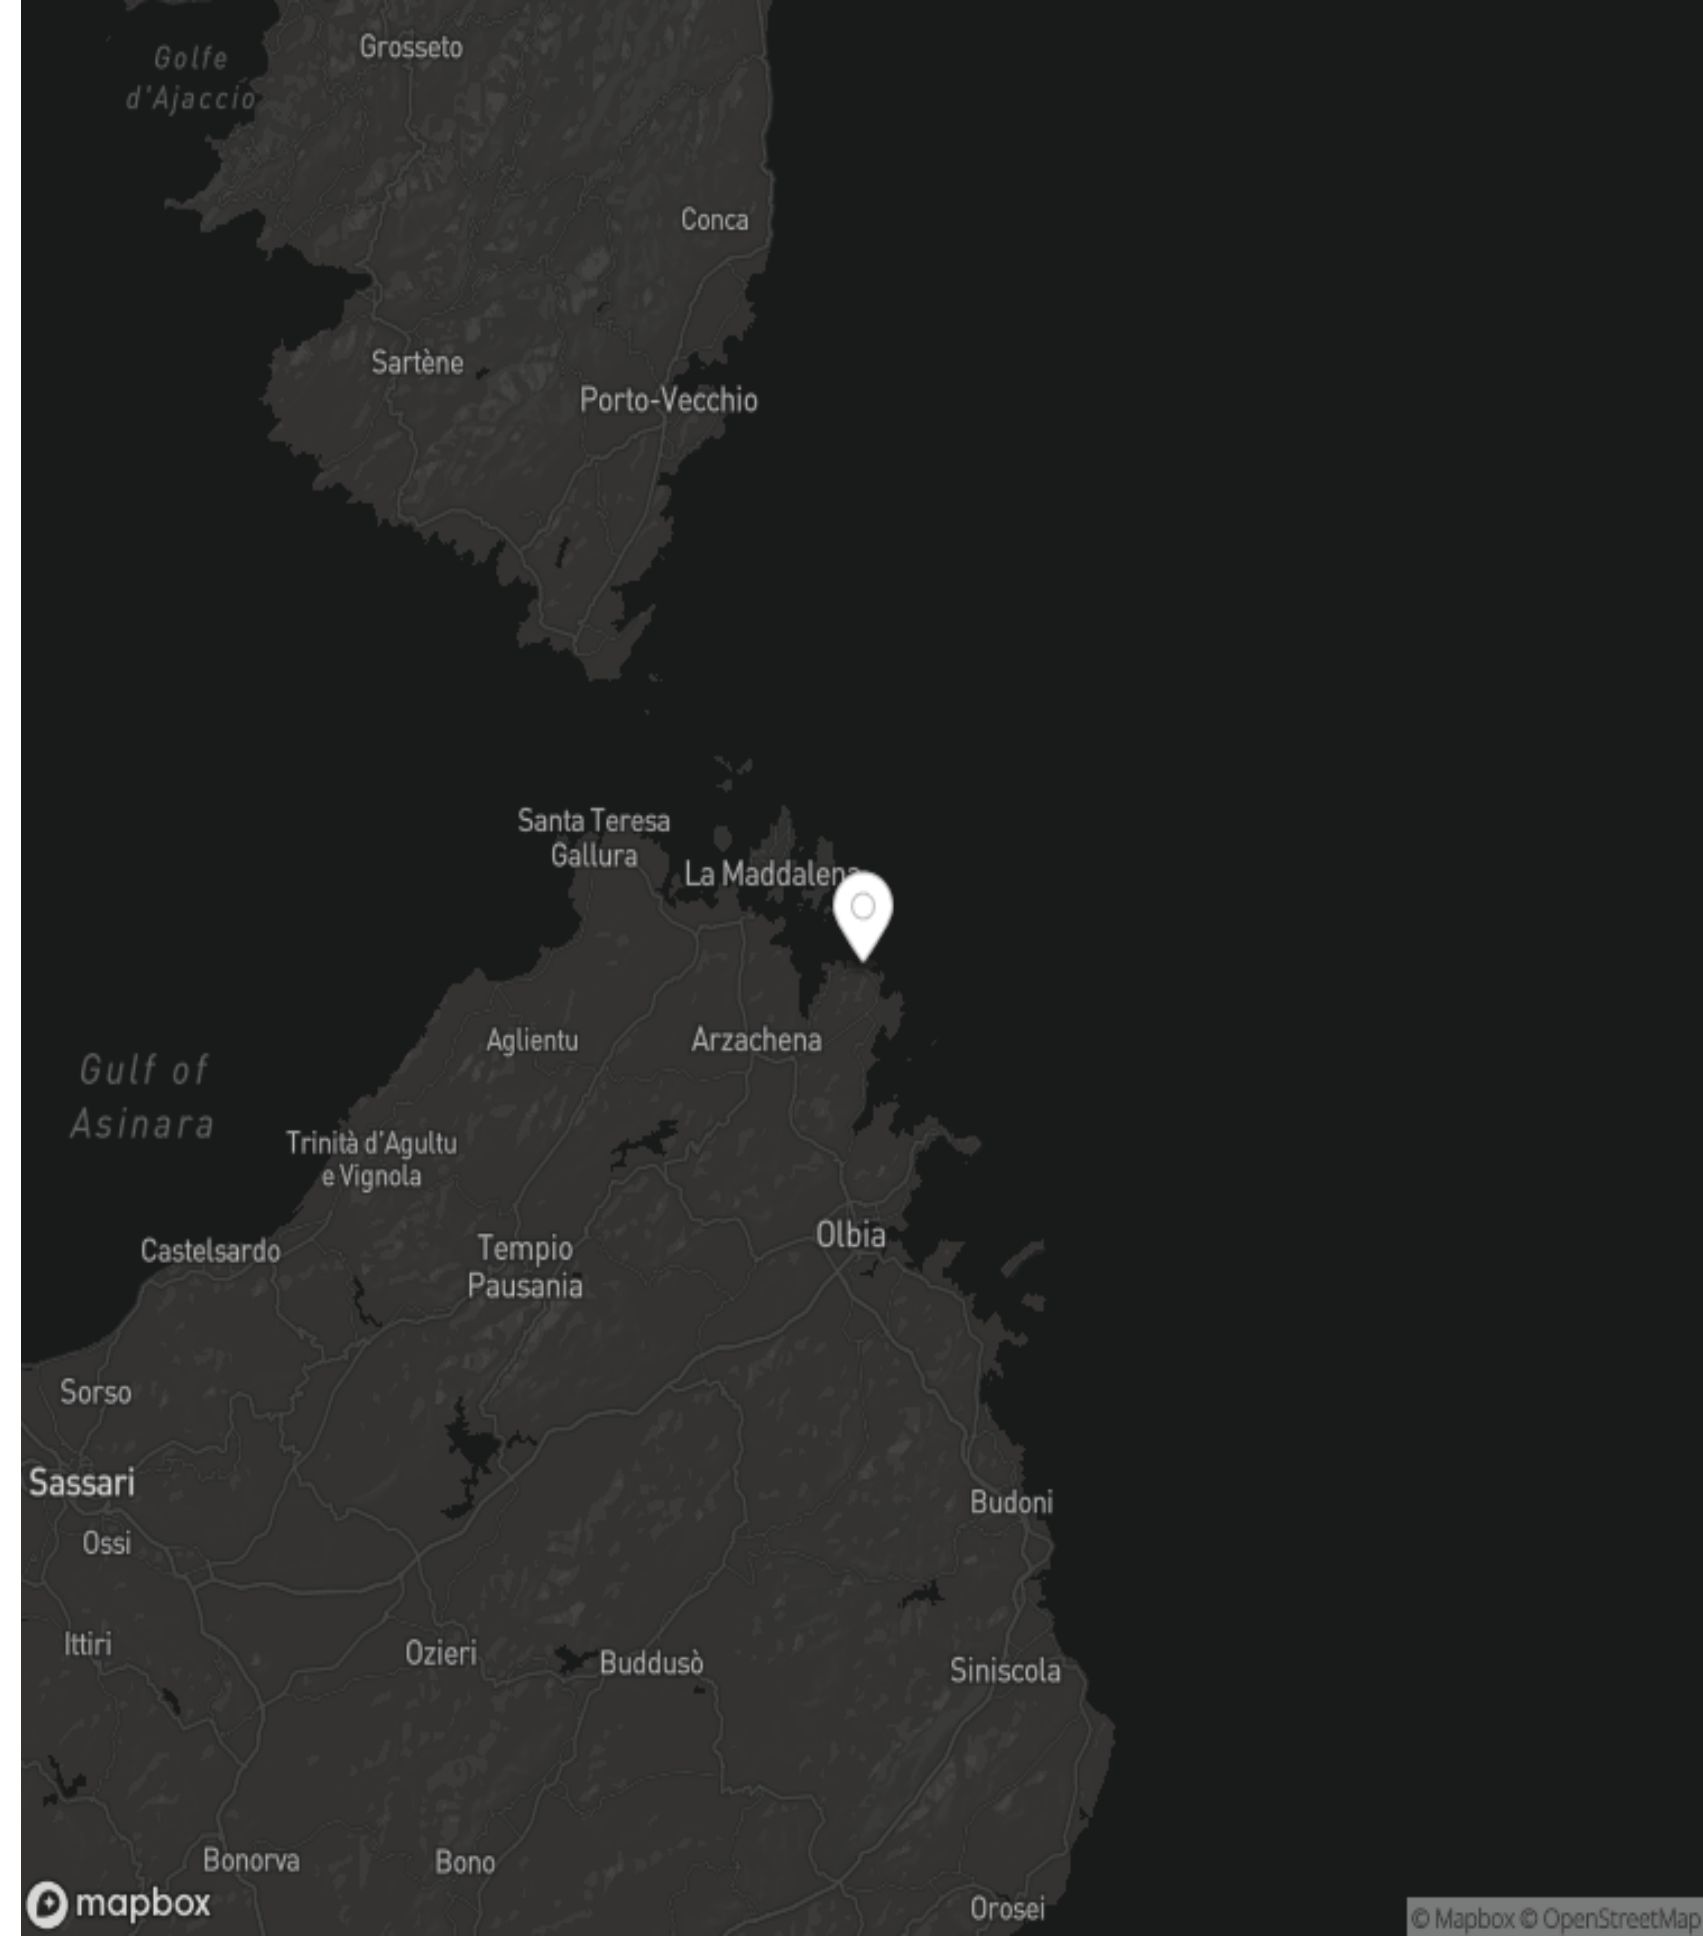 Grosseto
Golfe
d'Ajaccio
Conca
Sartène
Porto-Vecchio
Santa Teresa
Gallura
La Maddalena
Aglientu
Arzachena
Gulf of
Asinara
Trinità d'Agultu
e Vignola
Olbia
Castelsardo
Tempio
Pausania
Sorso
Sassari
Budoni
Ossi
Ittiri
Ozieri
Buddusò
Siniscola
Bonorva
Bono
mapbox
Orosei
© Mapbox © OpenStreetMap